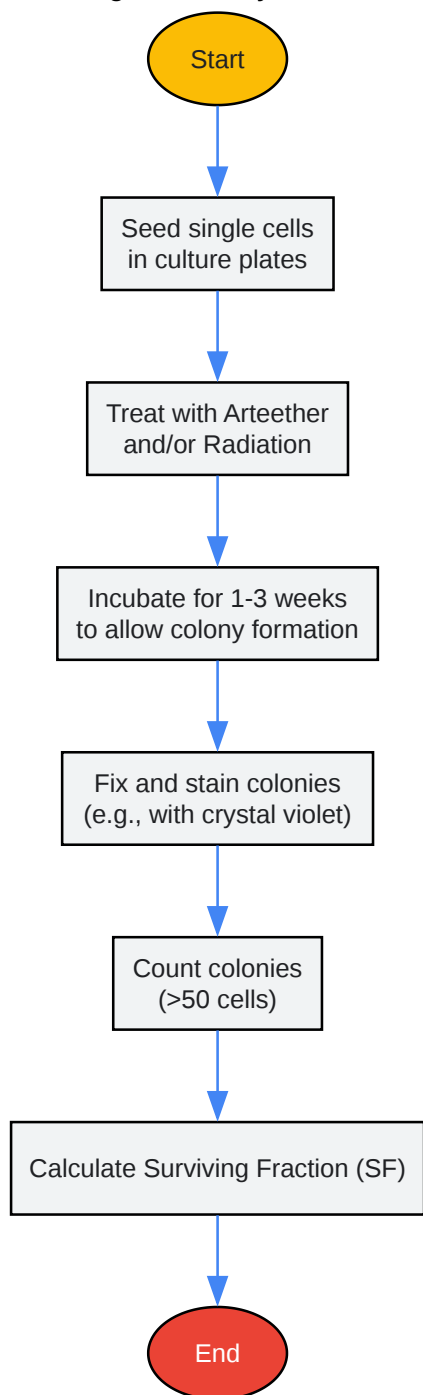 Start
Seed single cells
in culture plates
Treat with Arteether
and/or Radiation
Incubate for 1-3 weeks
to allow colony formation
Fix and stain colonies
(e.g., with crystal violet)
Count colonies
(>50 cells)
Calculate Surviving Fraction (SF)
End